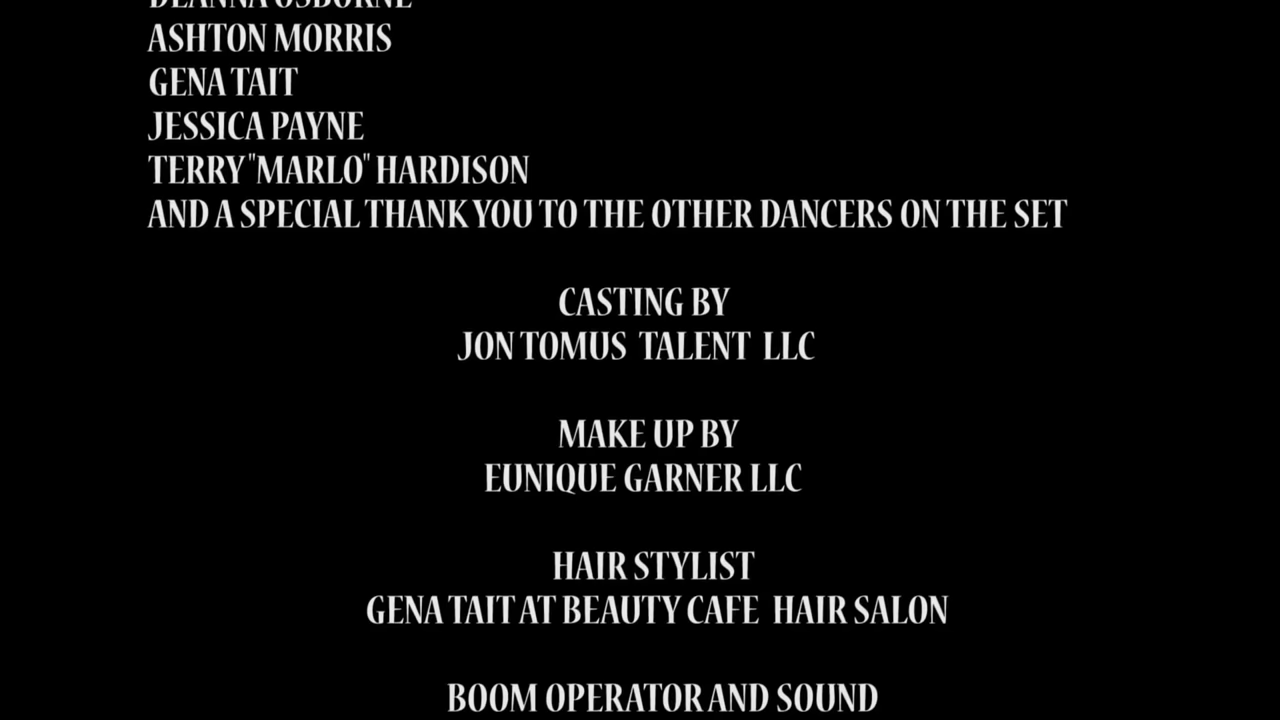 DEANNA OSBORNE
ASHTON MORRIS
GENA TAIT
JESSICA PAYNE
TERRY "MARLO" HARDISON
AND A SPECIAL THANK YOU TO THE OTHER DANCERS ON THE SET
CASTING BY
JON TOMUS TALENT LLC
MAKE UP BY
EUNIQUE GARNER LLC
HAIR STYLIST
GENA TAIT AT BEAUTY CAFE HAIR SALON
BOOM OPERATOR AND SOUND